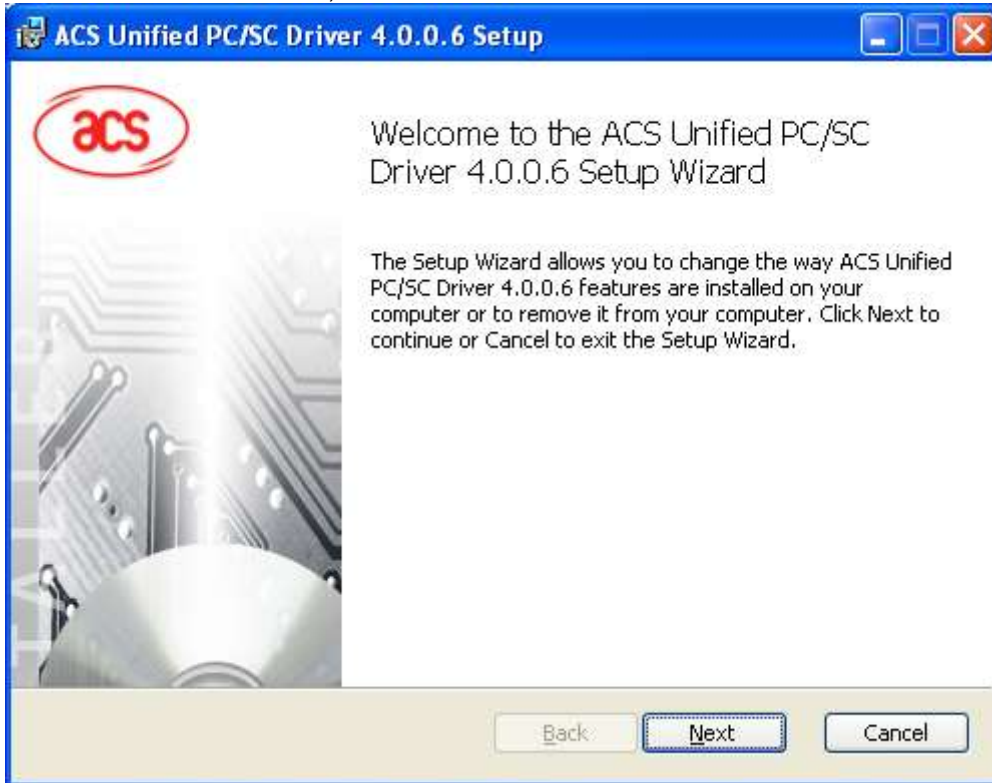 ACS Unified PC/SC Driver 4.0.0.6 Setup
acs
Welcome to the ACS Unified PC/SC
Driver 4.0.0.6 Setup Wizard
The Setup Wizard allows you to change the way ACS Unified
PC/SC Driver 4.0.0.6 features are installed on your
computer or to remove it from your computer. Click Next to
continue or Cancel to exit the Setup Wizard.
Back
Next
Cancel